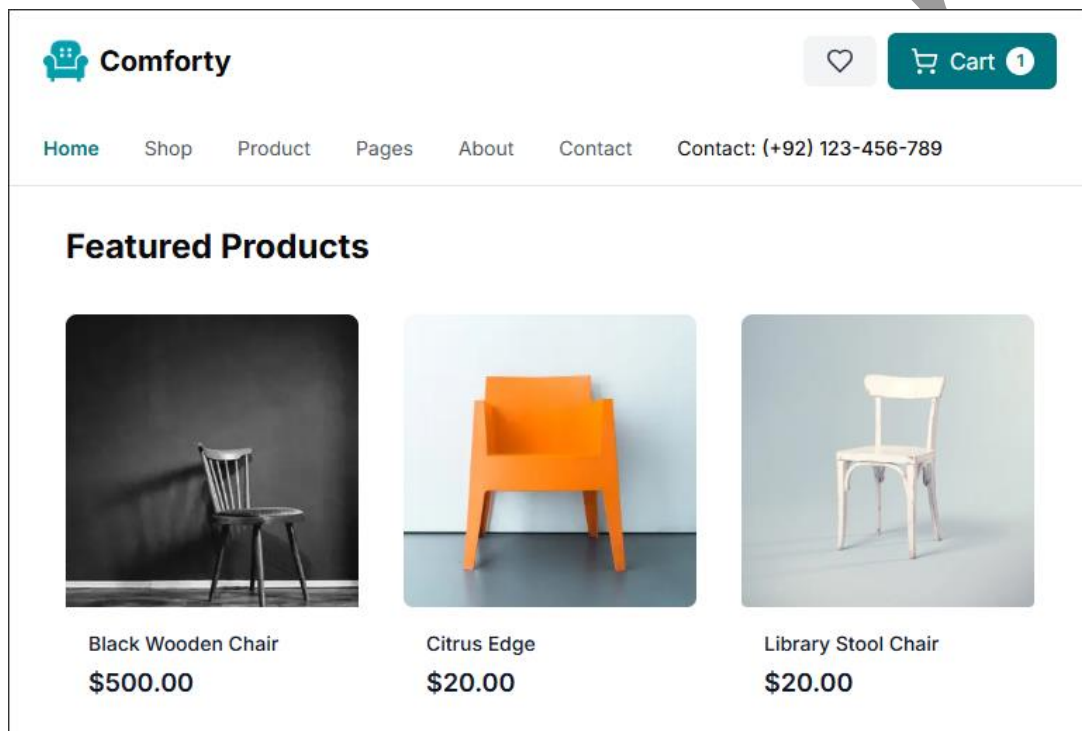 Comforty
Cart 1
Home Shop Product Pages About Contact Contact: (+92) 123-456-789
Featured Products
Black Wooden Chair Citrus Edge Library Stool Chair
$500.00 $20.00 $20.00